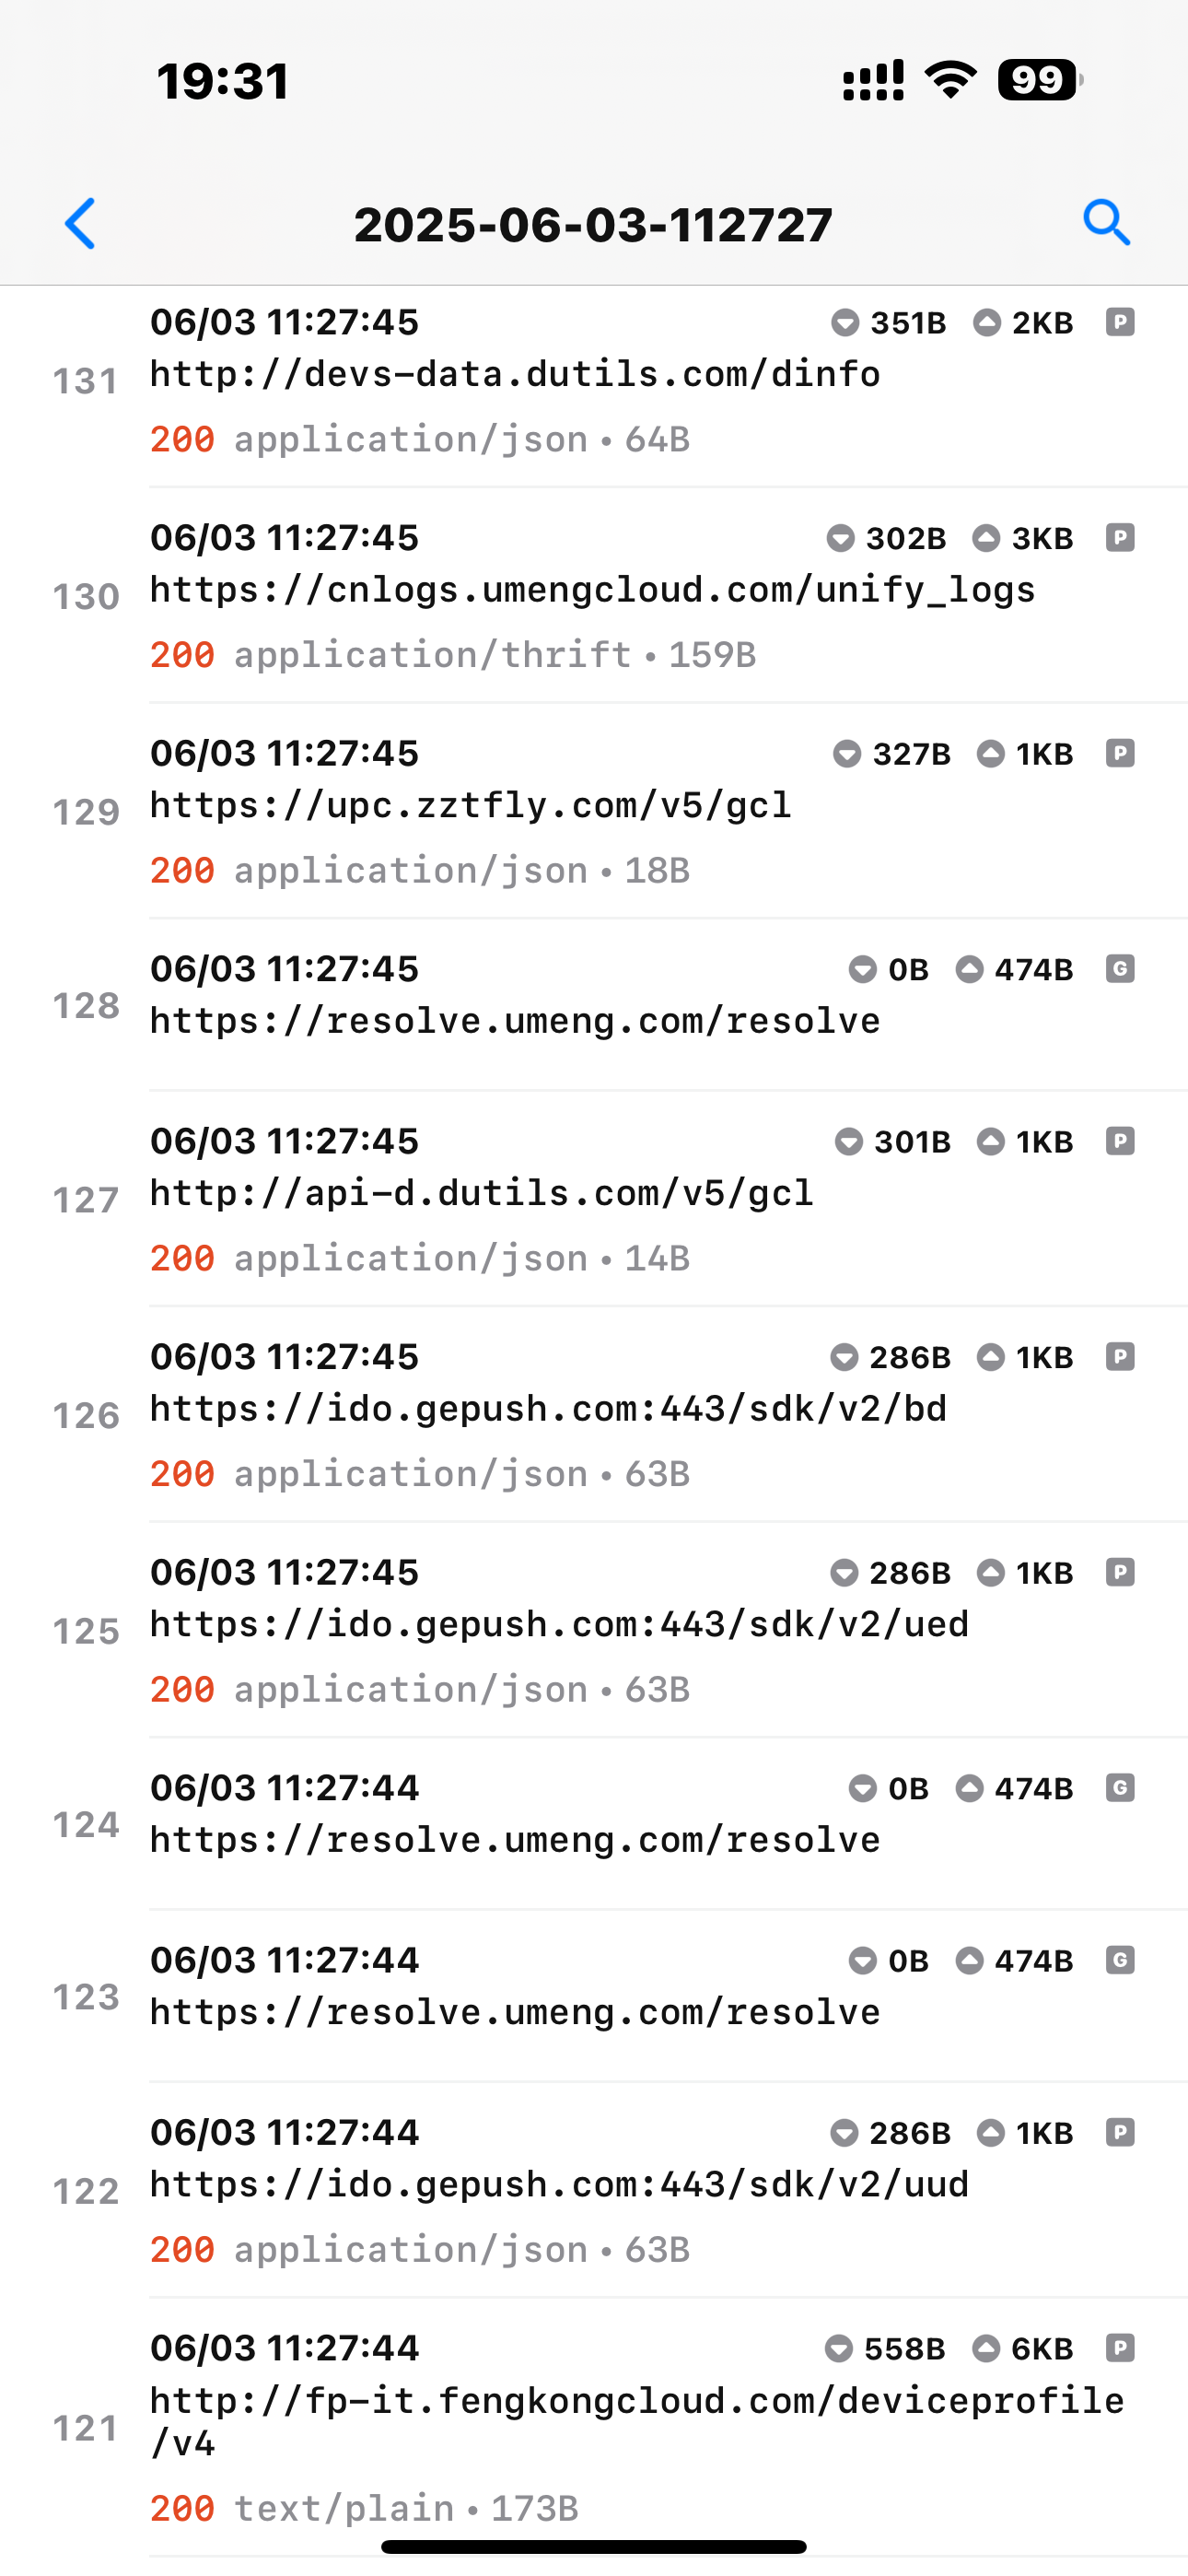 19:31
99
2025-06-03-112727
06/03 11:27:45 351B 2KB P
131 http://devs-data.dutils.com/dinfo
200 application/json • 64B
06/03 11:27:45 302B 3KB P
130 https://cnlogs.umengcloud.com/unify_logs
200 application/thrift • 159B
06/03 11:27:45 327B 1KB P
129 https://upc.zztfly.com/v5/gcl
200 application/json • 18B
06/03 11:27:45 0B 474B G
128 https://resolve.umeng.com/resolve
06/03 11:27:45 301B 1KB P
127 http://api-d.dutils.com/v5/gcl
200 application/json • 14B
06/03 11:27:45 286B 1KB P
126 https://ido.gepush.com:443/sdk/v2/bd
200 application/json • 63B
06/03 11:27:45 286B 1KB P
125 https://ido.gepush.com:443/sdk/v2/ued
200 application/json • 63B
06/03 11:27:44 0B 474B G
124 https://resolve.umeng.com/resolve
06/03 11:27:44 0B 474B G
123 https://resolve.umeng.com/resolve
06/03 11:27:44 286B 1KB P
122 https://ido.gepush.com:443/sdk/v2/uud
200 application/json • 63B
06/03 11:27:44 558B 6KB P
121 http://fp-it.fengkongcloud.com/deviceprofile
/v4
200 text/plain • 173B